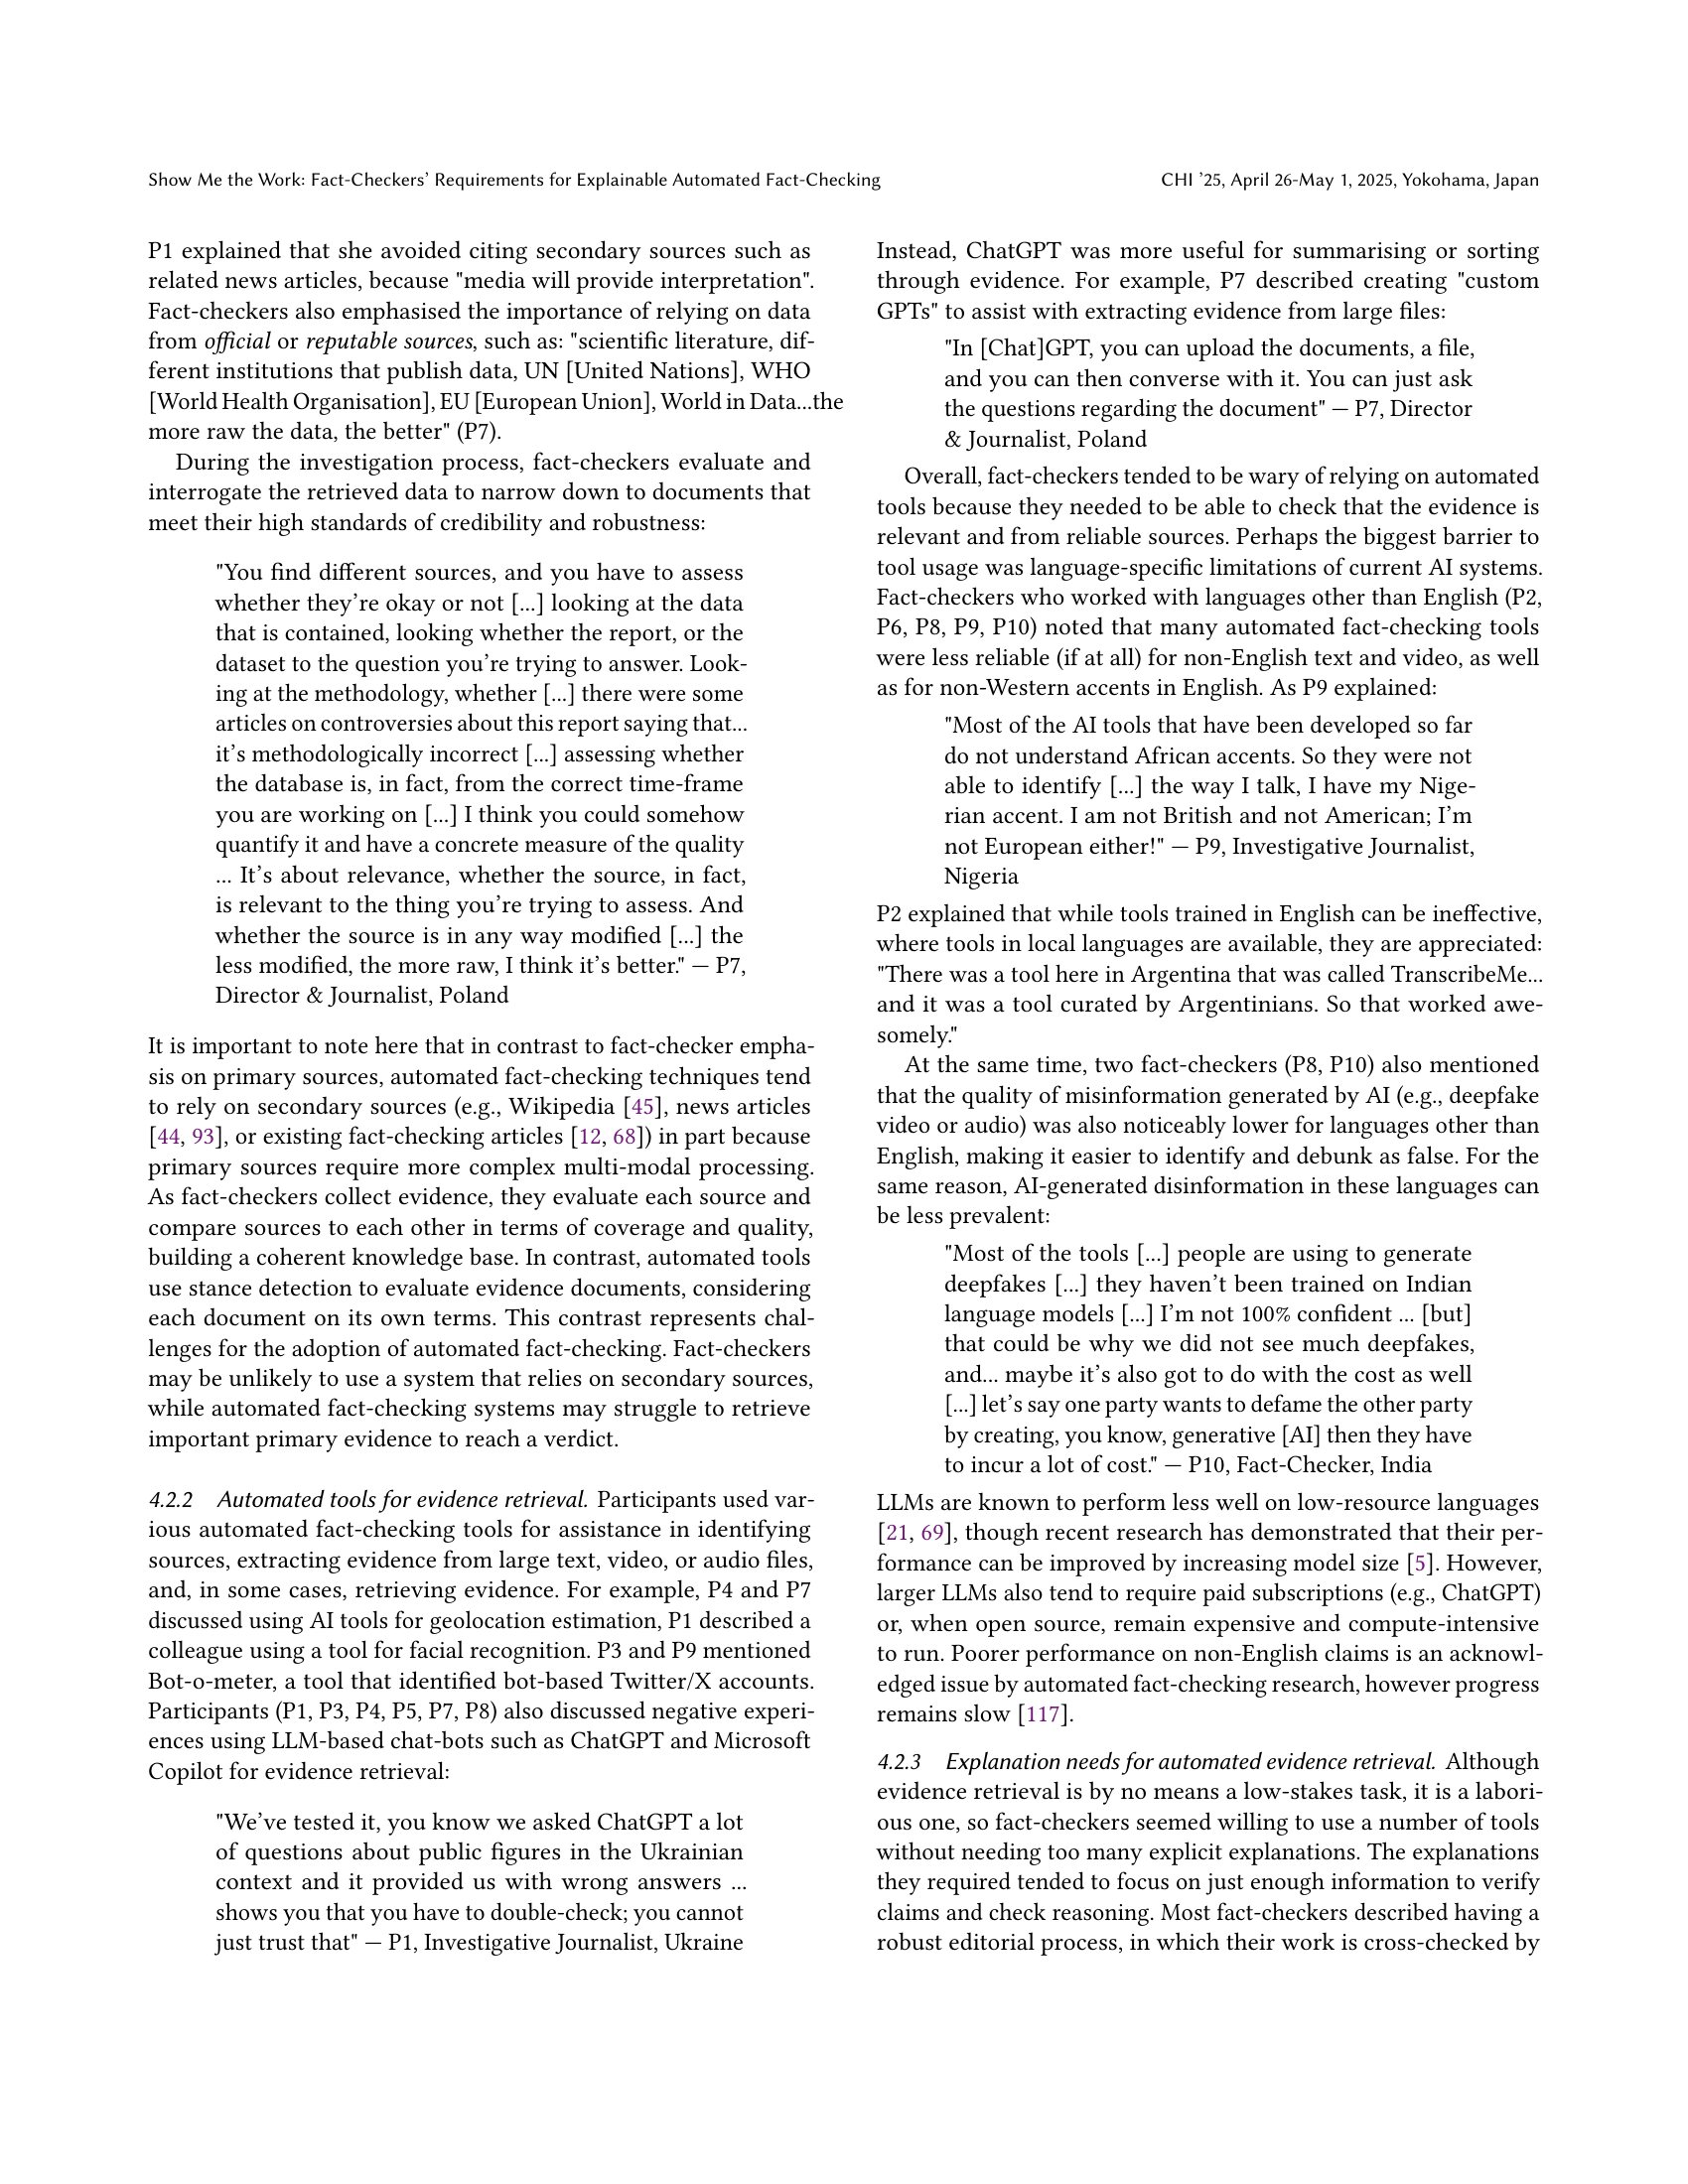 Show Me the Work: Fact-Checkers’ Requirements for Explainable Automated Fact-Checking
CHI ’25, April 26-May 1, 2025, Yokohama, Japan
P1 explained that she avoided citing secondary sources such as
related news articles, because "media will provide interpretation".
Fact-checkers also emphasised the importance of relying on data
from official or reputable sources, such as: "scientific literature, dif-
ferent institutions that publish data, UN [United Nations], WHO
[World Health Organisation], EU [European Union], World in Data...the
more raw the data, the better" (P7).
During the investigation process, fact-checkers evaluate and
interrogate the retrieved data to narrow down to documents that
meet their high standards of credibility and robustness:
"You find different sources, and you have to assess
whether they’re okay or not [...] looking at the data
that is contained, looking whether the report, or the
dataset to the question you’re trying to answer. Look-
ing at the methodology, whether [...] there were some
articles on controversies about this report saying that...
it’s methodologically incorrect [...] assessing whether
the database is, in fact, from the correct time-frame
you are working on [...] I think you could somehow
quantify it and have a concrete measure of the quality
... It’s about relevance, whether the source, in fact,
is relevant to the thing you’re trying to assess. And
whether the source is in any way modified [...] the
less modified, the more raw, I think it’s better." — P7,
Director & Journalist, Poland
It is important to note here that in contrast to fact-checker empha-
sis on primary sources, automated fact-checking techniques tend
to rely on secondary sources (e.g., Wikipedia [45], news articles
[44, 93], or existing fact-checking articles [12, 68]) in part because
primary sources require more complex multi-modal processing.
As fact-checkers collect evidence, they evaluate each source and
compare sources to each other in terms of coverage and quality,
building a coherent knowledge base. In contrast, automated tools
use stance detection to evaluate evidence documents, considering
each document on its own terms. This contrast represents chal-
lenges for the adoption of automated fact-checking. Fact-checkers
may be unlikely to use a system that relies on secondary sources,
while automated fact-checking systems may struggle to retrieve
important primary evidence to reach a verdict.
4.2.2 Automated tools for evidence retrieval. Participants used var-
ious automated fact-checking tools for assistance in identifying
sources, extracting evidence from large text, video, or audio files,
and, in some cases, retrieving evidence. For example, P4 and P7
discussed using AI tools for geolocation estimation, P1 described a
colleague using a tool for facial recognition. P3 and P9 mentioned
Bot-o-meter, a tool that identified bot-based Twitter/X accounts.
Participants (P1, P3, P4, P5, P7, P8) also discussed negative experi-
ences using LLM-based chat-bots such as ChatGPT and Microsoft
Copilot for evidence retrieval:
"We’ve tested it, you know we asked ChatGPT a lot
of questions about public figures in the Ukrainian
context and it provided us with wrong answers ...
shows you that you have to double-check; you cannot
just trust that" — P1, Investigative Journalist, Ukraine
Instead, ChatGPT was more useful for summarising or sorting
through evidence. For example, P7 described creating "custom
GPTs" to assist with extracting evidence from large files:
"In [Chat]GPT, you can upload the documents, a file,
and you can then converse with it. You can just ask
the questions regarding the document" — P7, Director
& Journalist, Poland
Overall, fact-checkers tended to be wary of relying on automated
tools because they needed to be able to check that the evidence is
relevant and from reliable sources. Perhaps the biggest barrier to
tool usage was language-specific limitations of current AI systems.
Fact-checkers who worked with languages other than English (P2,
P6, P8, P9, P10) noted that many automated fact-checking tools
were less reliable (if at all) for non-English text and video, as well
as for non-Western accents in English. As P9 explained:
"Most of the AI tools that have been developed so far
do not understand African accents. So they were not
able to identify [...] the way I talk, I have my Nige-
rian accent. I am not British and not American; I’m
not European either!" — P9, Investigative Journalist,
Nigeria
P2 explained that while tools trained in English can be ineffective,
where tools in local languages are available, they are appreciated:
"There was a tool here in Argentina that was called TranscribeMe...
and it was a tool curated by Argentinians. So that worked awe-
somely."
At the same time, two fact-checkers (P8, P10) also mentioned
that the quality of misinformation generated by AI (e.g., deepfake
video or audio) was also noticeably lower for languages other than
English, making it easier to identify and debunk as false. For the
same reason, AI-generated disinformation in these languages can
be less prevalent:
"Most of the tools [...] people are using to generate
deepfakes [...] they haven’t been trained on Indian
language models [...] I’m not 100% confident ... [but]
that could be why we did not see much deepfakes,
and... maybe it’s also got to do with the cost as well
[...] let’s say one party wants to defame the other party
by creating, you know, generative [AI] then they have
to incur a lot of cost." — P10, Fact-Checker, India
LLMs are known to perform less well on low-resource languages
[21, 69], though recent research has demonstrated that their per-
formance can be improved by increasing model size [5]. However,
larger LLMs also tend to require paid subscriptions (e.g., ChatGPT)
or, when open source, remain expensive and compute-intensive
to run. Poorer performance on non-English claims is an acknowl-
edged issue by automated fact-checking research, however progress
remains slow [117].
4.2.3 Explanation needs for automated evidence retrieval. Although
evidence retrieval is by no means a low-stakes task, it is a labori-
ous one, so fact-checkers seemed willing to use a number of tools
without needing too many explicit explanations. The explanations
they required tended to focus on just enough information to verify
claims and check reasoning. Most fact-checkers described having a
robust editorial process, in which their work is cross-checked by